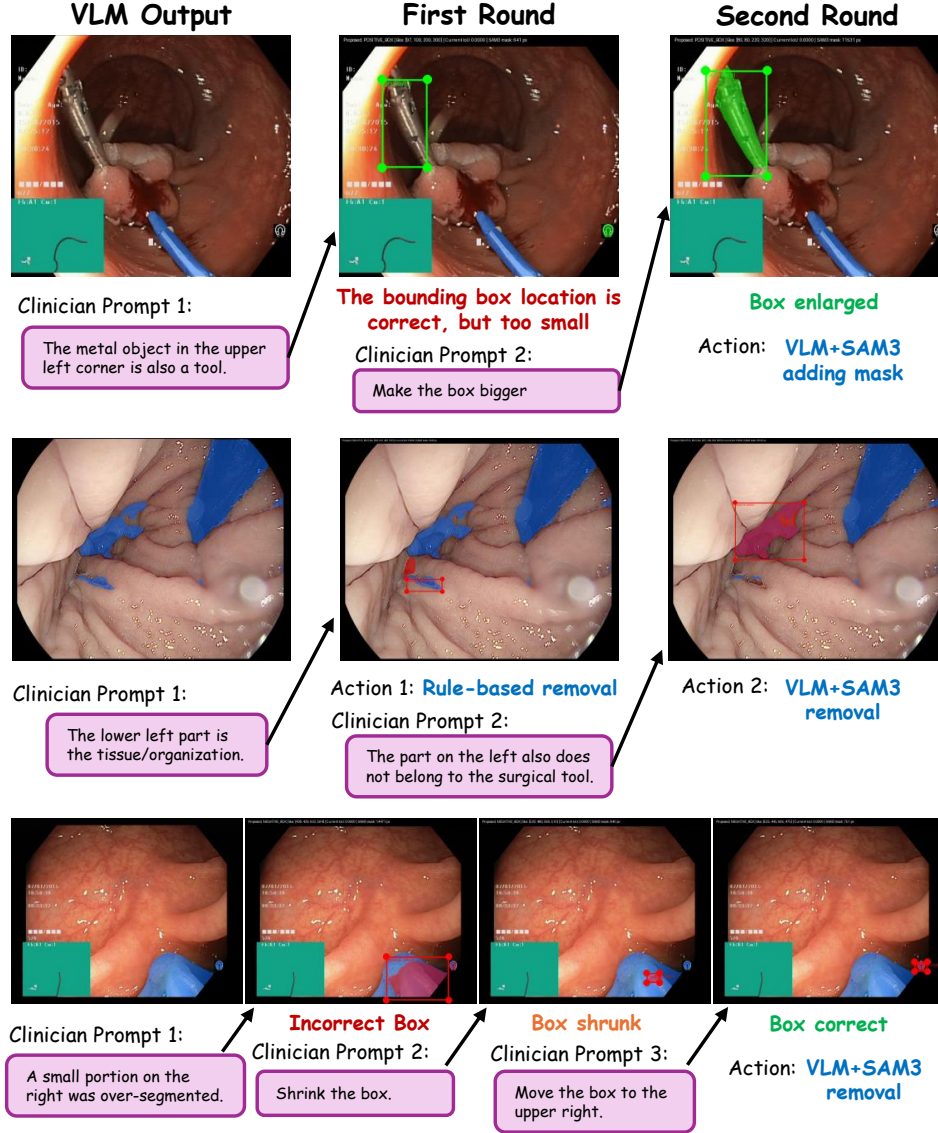 VLM Output
First Round
Second Round
Clinician Prompt 1:
The metal object in the upper
left corner is also a tool.
The bounding box location is
correct, but too small
Clinician Prompt 2:
Make the box bigger
Box enlarged
Action: VLM+SAM3
adding mask
Clinician Prompt 1:
The lower left part is
the tissue/organization.
Action 1: Rule-based removal
Clinician Prompt 2:
The part on the left also does
not belong to the surgical tool.
Action 2: VLM+SAM3
removal
Clinician Prompt 1:
A small portion on the
right was over-segmented.
Incorrect Box
Clinician Prompt 2:
Shrink the box.
Box shrunk
Clinician Prompt 3:
Move the box to the
upper right.
Box correct
Action: VLM+SAM3
removal